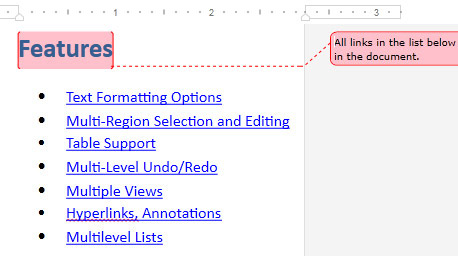 1 2 3
Features
All links in the list below
in the document.
Text Formatting Options
Multi-Region Selection and Editing
Table Support
Multi-Level Undo/Redo
Multiple Views
Hyperlinks, Annotations
Multilevel Lists